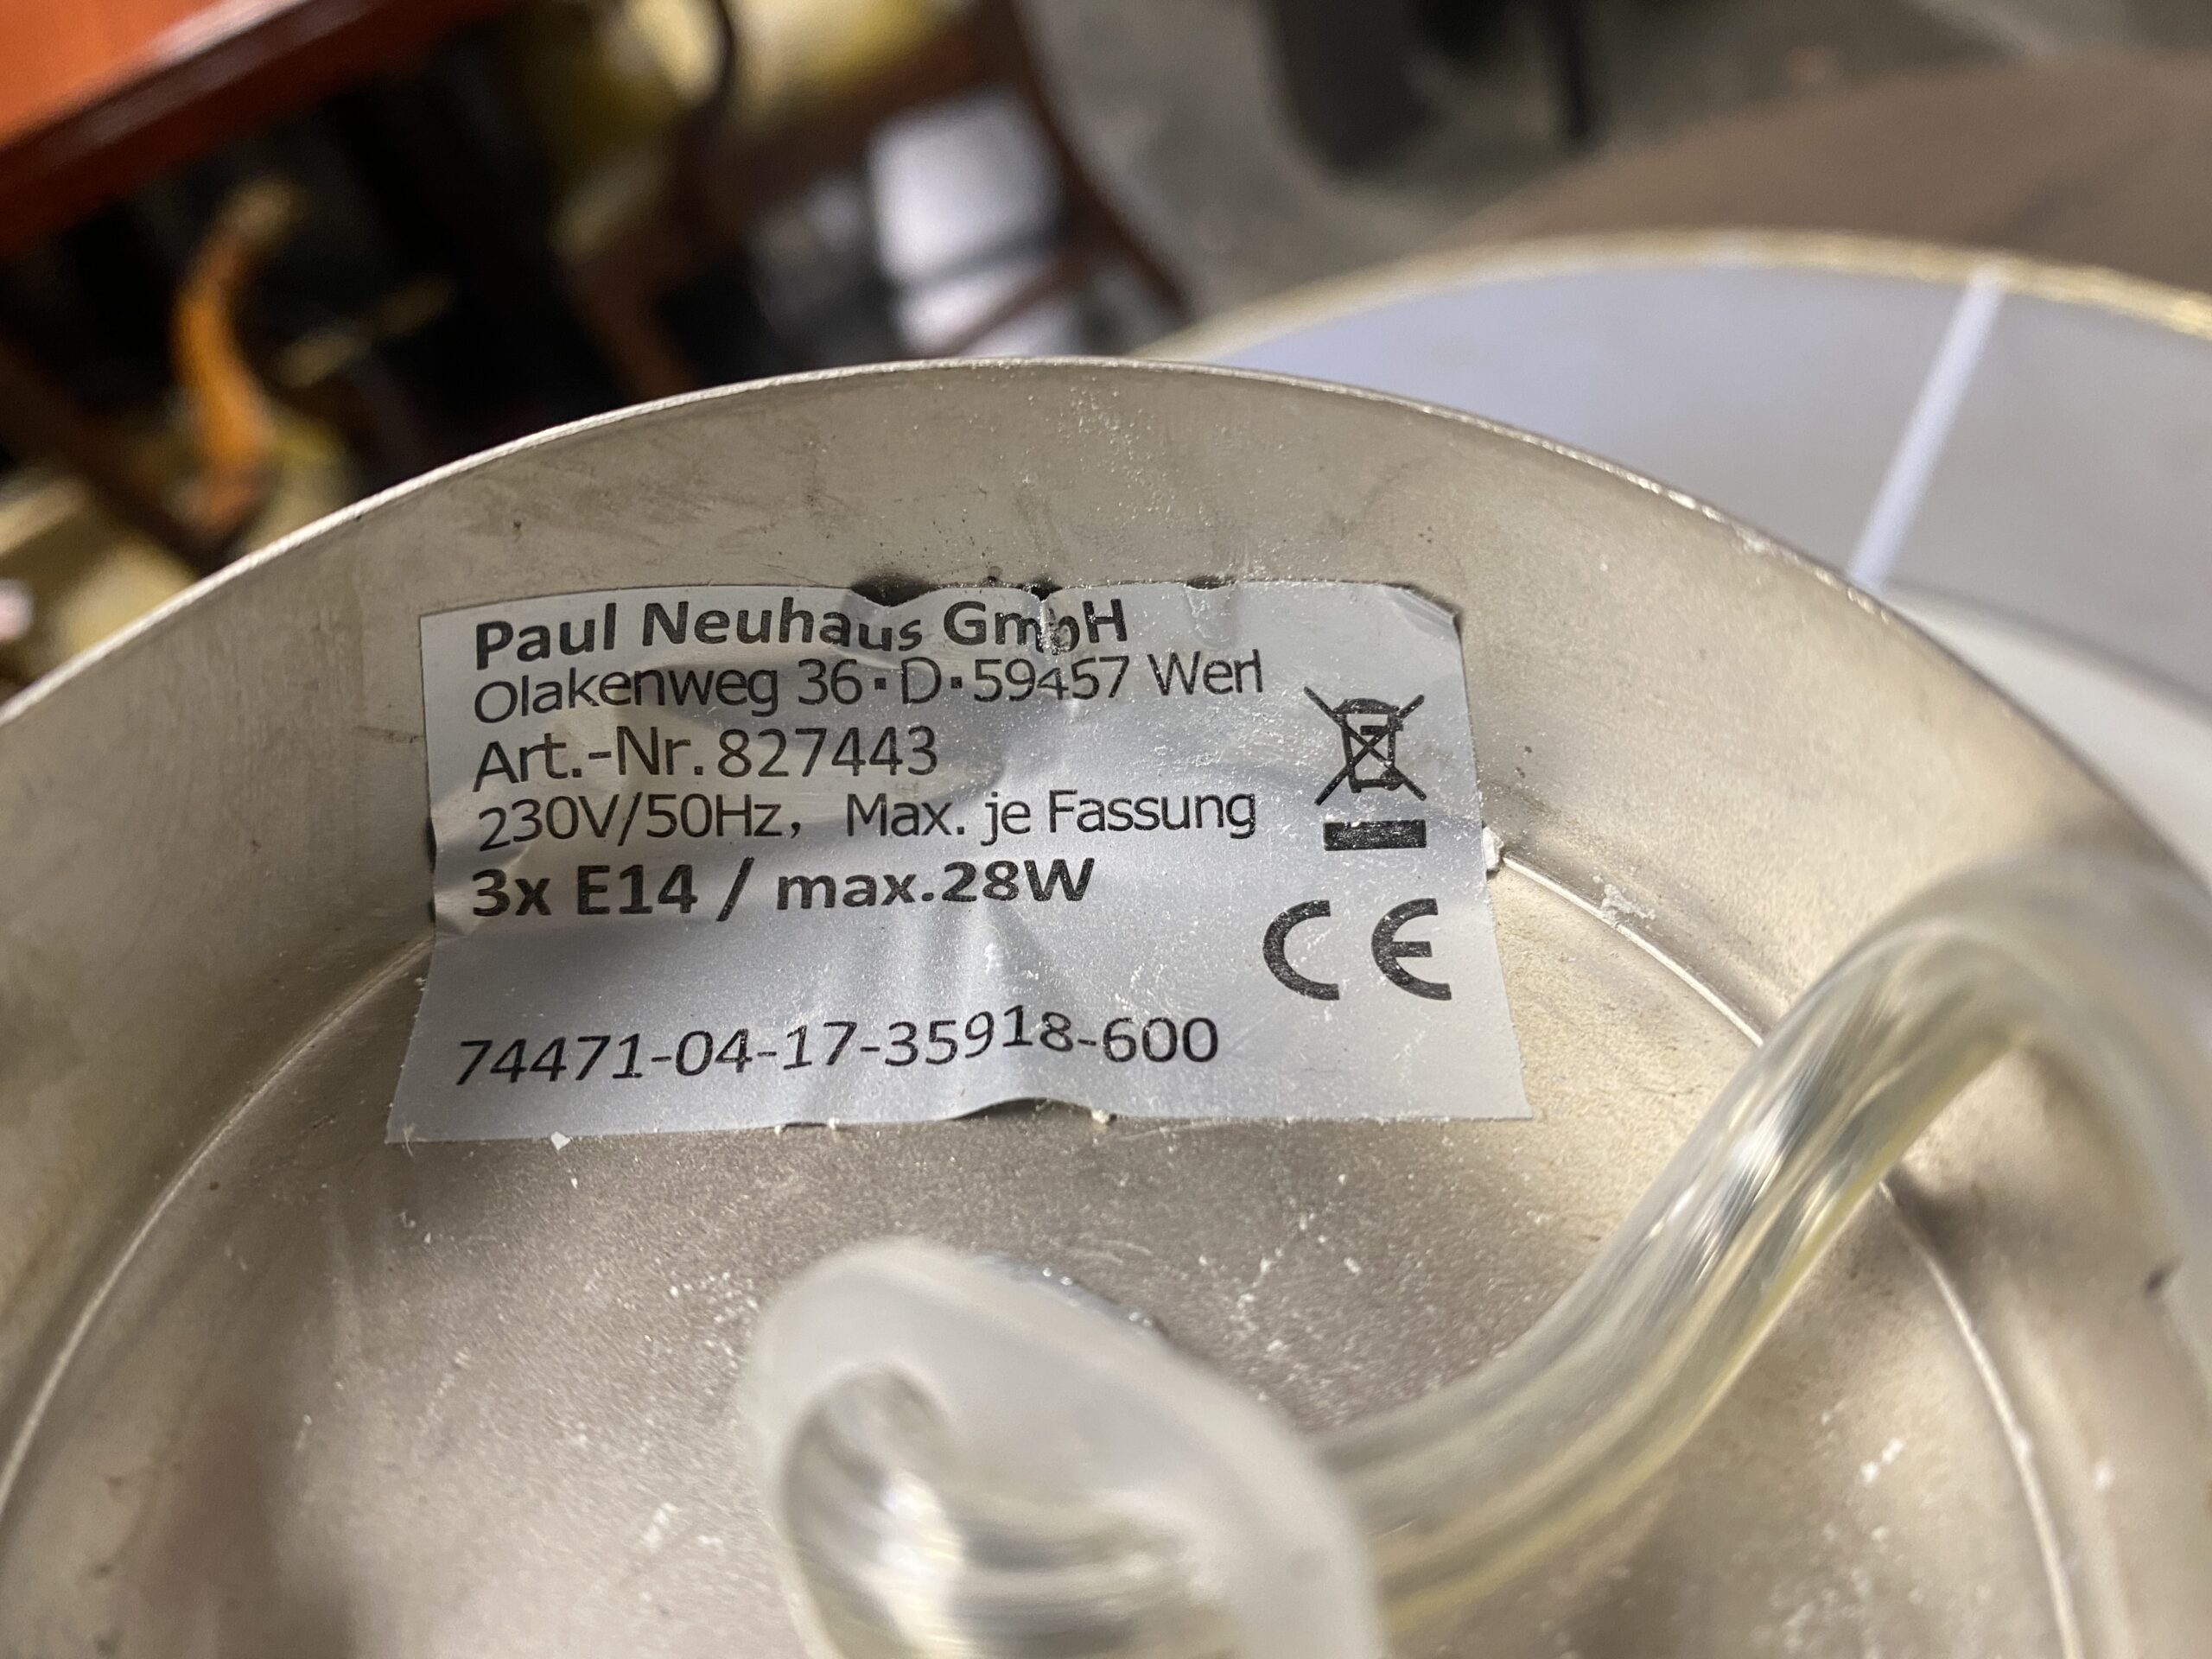 Paul Neuhaus GmbH
Olakenweg 36·D·59457 Werl
Art.-Nr.827443
230V/50Hz, Max. je Fassung
3x E14 / max.28W
CE
74471-04-17-35918-600